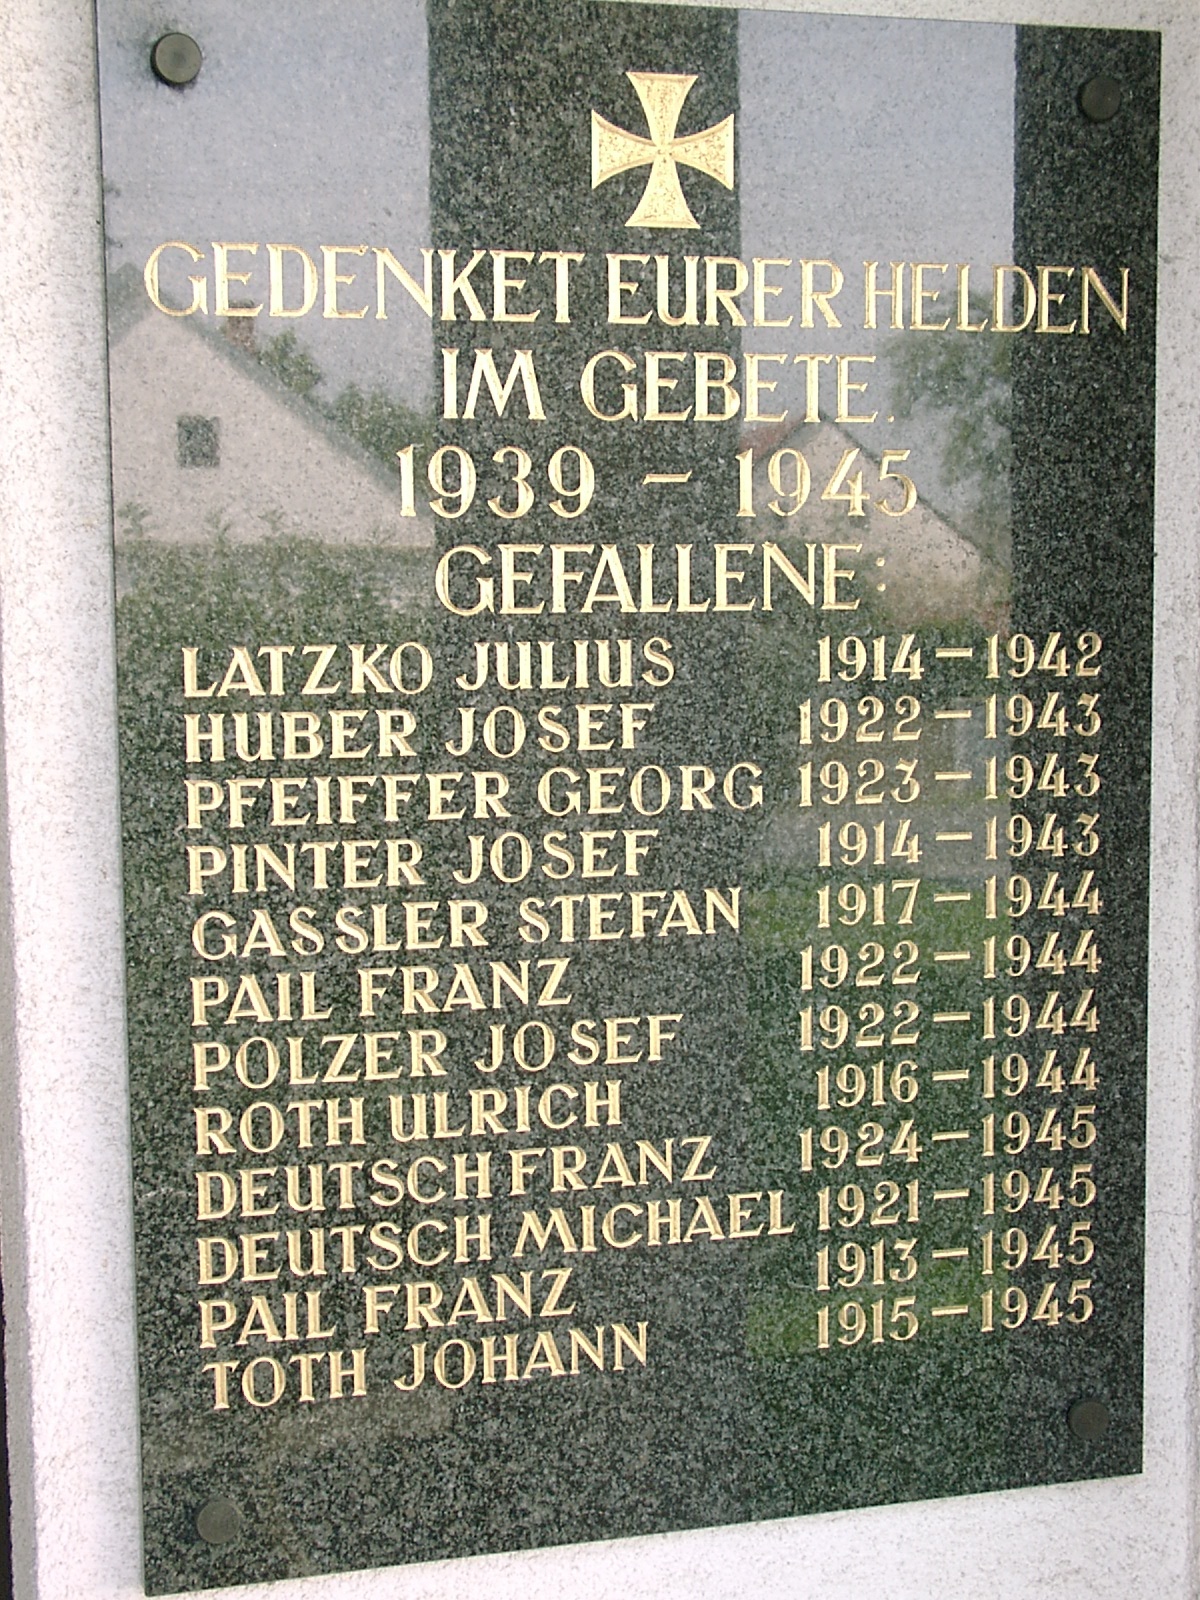 GEDENKET EURER HELDEN
IM GEBETE.
1939 – 1945
GEFALLENE:
LATZKO JULIUS 1914 – 1942
HUBER JOSEF 1922 – 1943
PFEIFFER GEORG 1923 – 1943
PINTER JOSEF 1914 – 1943
GASSLER STEFAN 1917 – 1944
PAIL FRANZ 1922 – 1944
POLZER JOSEF 1922 – 1944
ROTH ULRICH 1916 – 1944
DEUTSCH FRANZ 1924 – 1945
DEUTSCH MICHAEL 1921 – 1945
PAIL FRANZ 1913 – 1945
TOTH JOHANN 1915 – 1945